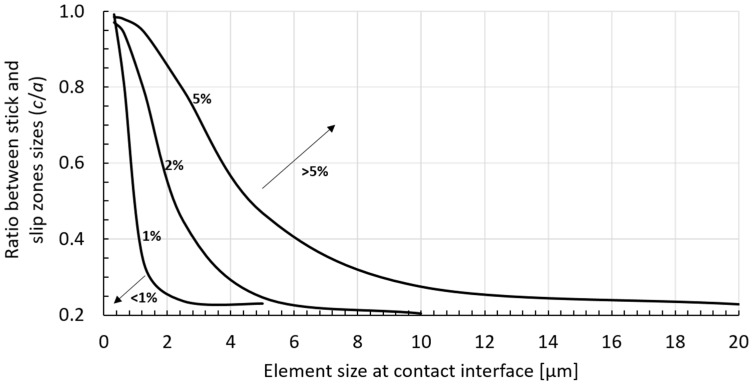 Ratio between stick and
slip zones sizes (c/a)
1.0
0.8
0.6
0.4
0.2
5%
2%
>5%
1%
<1%
0 2 4 6 8 10 12 14 16 18 20
Element size at contact interface [µm]